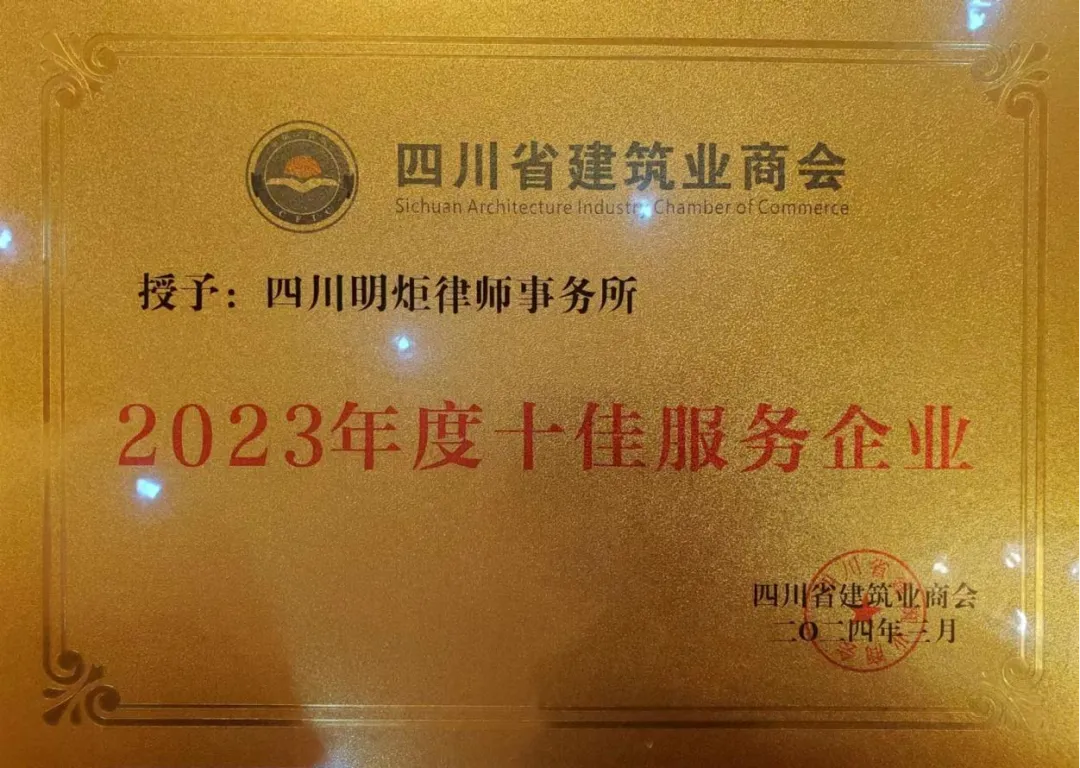 四川省建筑业商会
Sichuan Architecture Industry Chamber of Commerce
授予：四川明炬律师事务所
2023年度十佳服务企业
四川省建筑业商会
二〇二四年三月